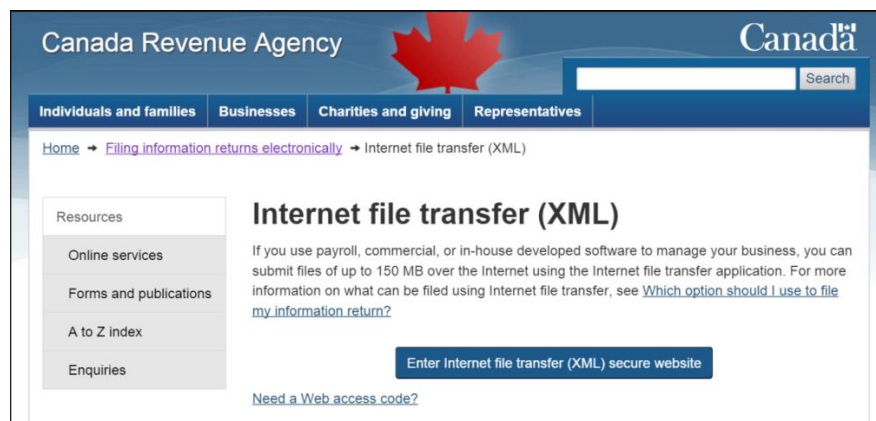 Canada Revenue Agency
Canada
Search
Individuals and families Businesses Charities and giving Representatives
Home → Filing information returns electronically → Internet file transfer (XML)
Resources
Online services
Forms and publications
A to Z index
Enquiries
Internet file transfer (XML)
If you use payroll, commercial, or in-house developed software to manage your business, you can
submit files of up to 150 MB over the Internet using the Internet file transfer application. For more
information on what can be filed using Internet file transfer, see Which option should I use to file
my information return?
Enter Internet file transfer (XML) secure website
Need a Web access code?